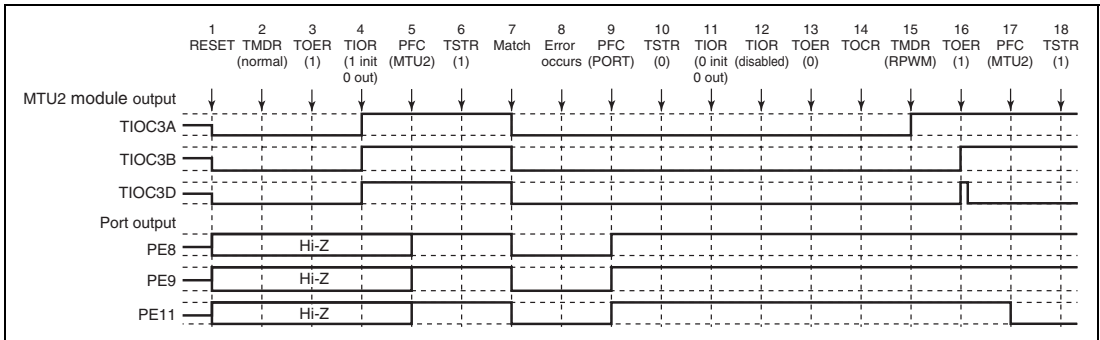 1 2 3 4 5 6 7 8 9 10 11 12 13 14 15 16 17 18
RESET TMDR TOER TIOR PFC TSTR Match Error PFC TSTR TIOR TIOR TOER TOCR TMDR TOER PFC TSTR
(normal) (1) (1 init (MTU2) (1) occurs (PORT) (0) (0 init (disabled) (0) (RPWM) (1) (MTU2) (1)
0 out) 0 out)
MTU2 module output
TIOC3A
TIOC3B
TIOC3D
Port output
PE8 Hi-Z
PE9 Hi-Z
PE11 Hi-Z